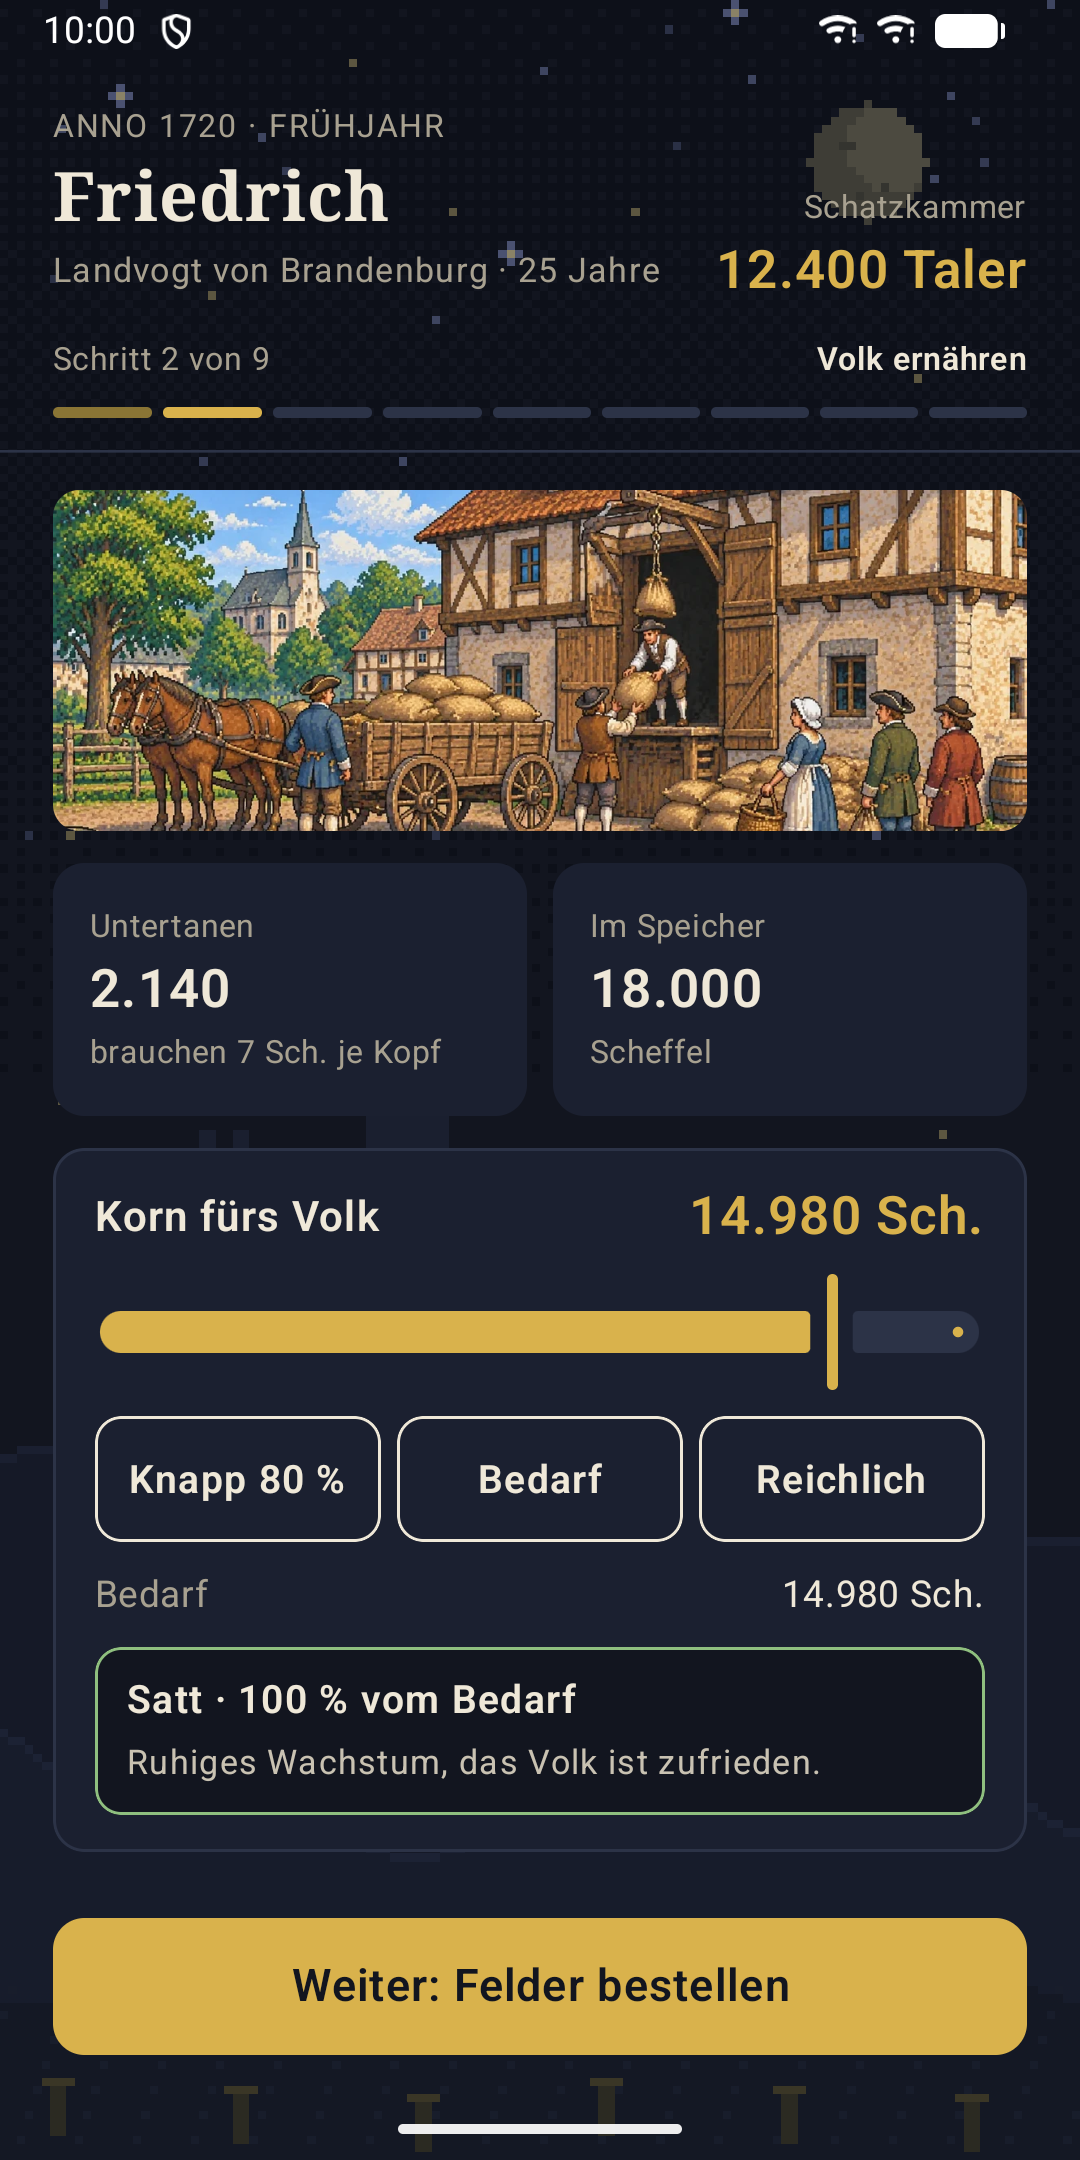 10:00
ANNO 1720 · FRÜHJAHR
Friedrich
Schatzkammer
Landvogt von Brandenburg · 25 Jahre
12.400 Taler
Schritt 2 von 9
Volk ernähren
Untertanen
2.140
brauchen 7 Sch. je Kopf
Im Speicher
18.000
Scheffel
Korn fürs Volk
14.980 Sch.
Knapp 80 %
Bedarf
Reichlich
Bedarf
14.980 Sch.
Satt · 100 % vom Bedarf
Ruhiges Wachstum, das Volk ist zufrieden.
Weiter: Felder bestellen